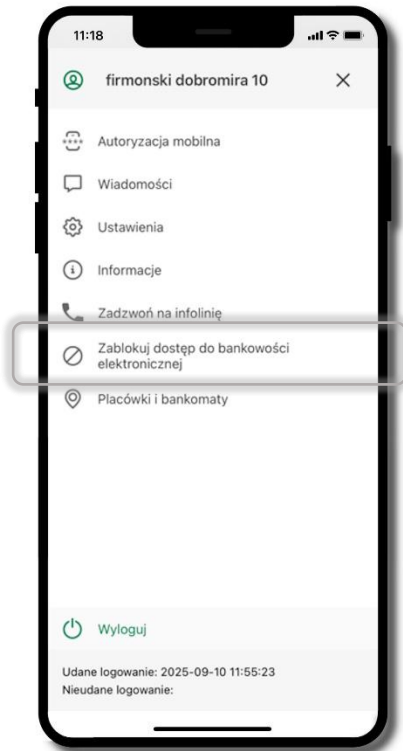 11:18
firmonski dobromira 10
Autoryzacja mobilna
Wiadomości
Ustawienia
Informacje
Zadzwoń na infolinię
Zablokuj dostęp do bankowości
elektronicznej
Placówki i bankomaty
Wyloguj
Udane logowanie: 2025-09-10 11:55:23
Nieudane logowanie: